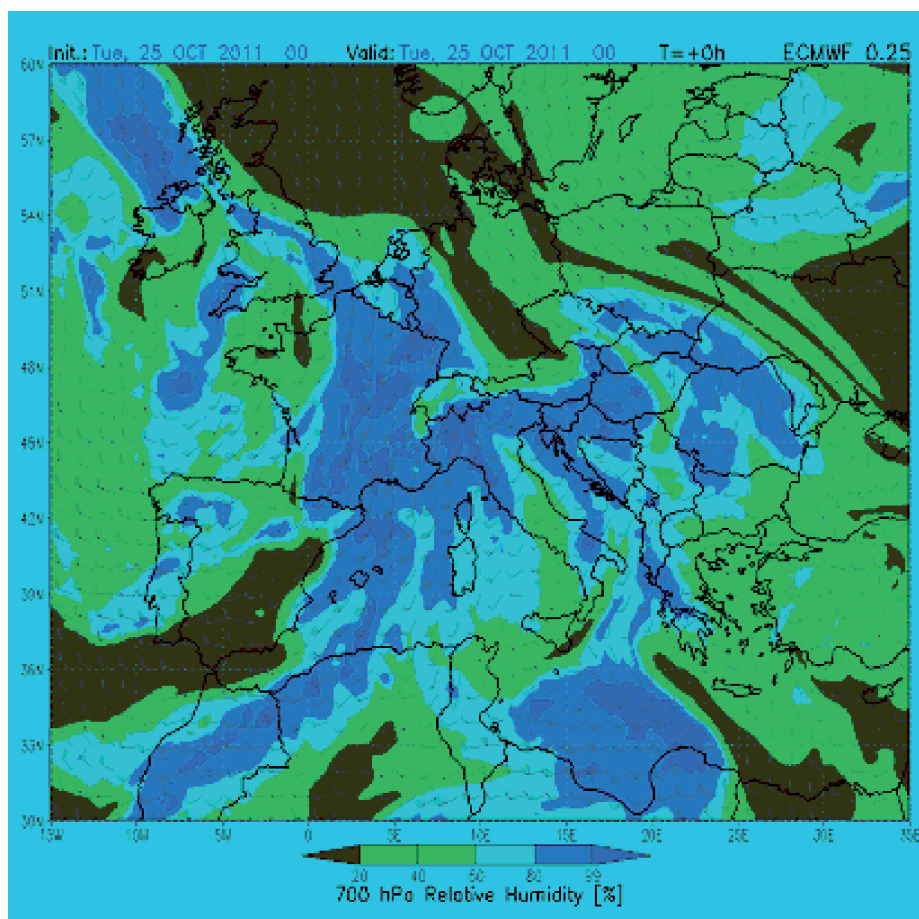 Init.: Tue, 25 OCT 2011 00 Valid: Tue, 25 OCT 2011 00 T=+0h ECMWF 0.25
60N
57N
54N
51N
48N
45N
42N
39N
36N
33N
30N
15W 10W 5W 0 5E 10E 15E 20E 25E 30E 35E
20 40 60 80 99
700 hPa Relative Humidity [%]